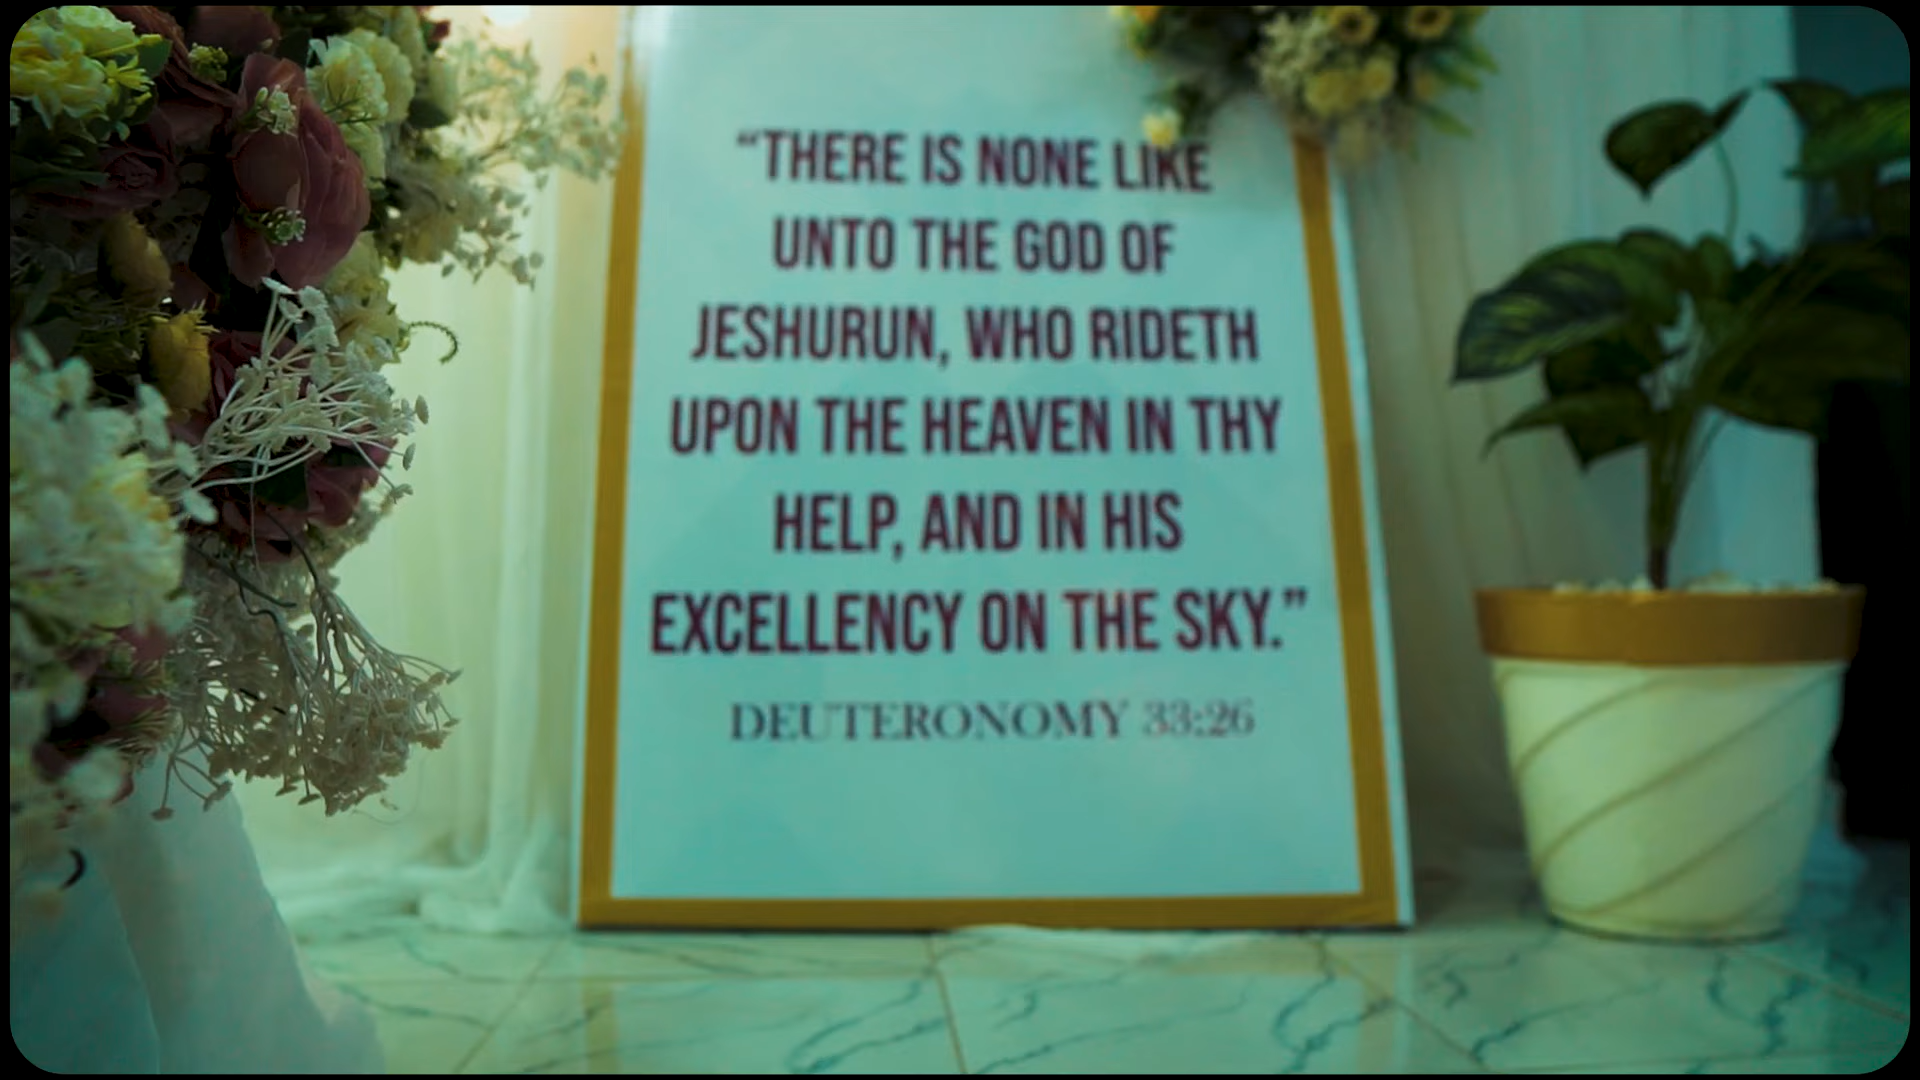 “THERE IS NONE LIKE
UNTO THE GOD OF
JESHURUN, WHO RIDETH
UPON THE HEAVEN IN THY
HELP, AND IN HIS
EXCELLENCY ON THE SKY.”
DEUTERONOMY 33:26